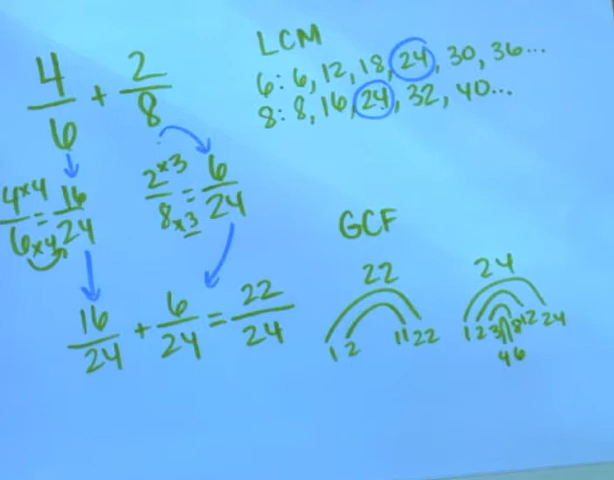 4/6 + 2/8
LCM
6: 6, 12, 18, 24, 30, 36...
8: 8, 16, 24, 32, 40...
4×4/6×4 = 16/24
2×3/8×3 = 6/24
16/24 + 6/24 = 22/24
GCF
22
1 2 11 22
24
1 2 3 8 12 24
4 6